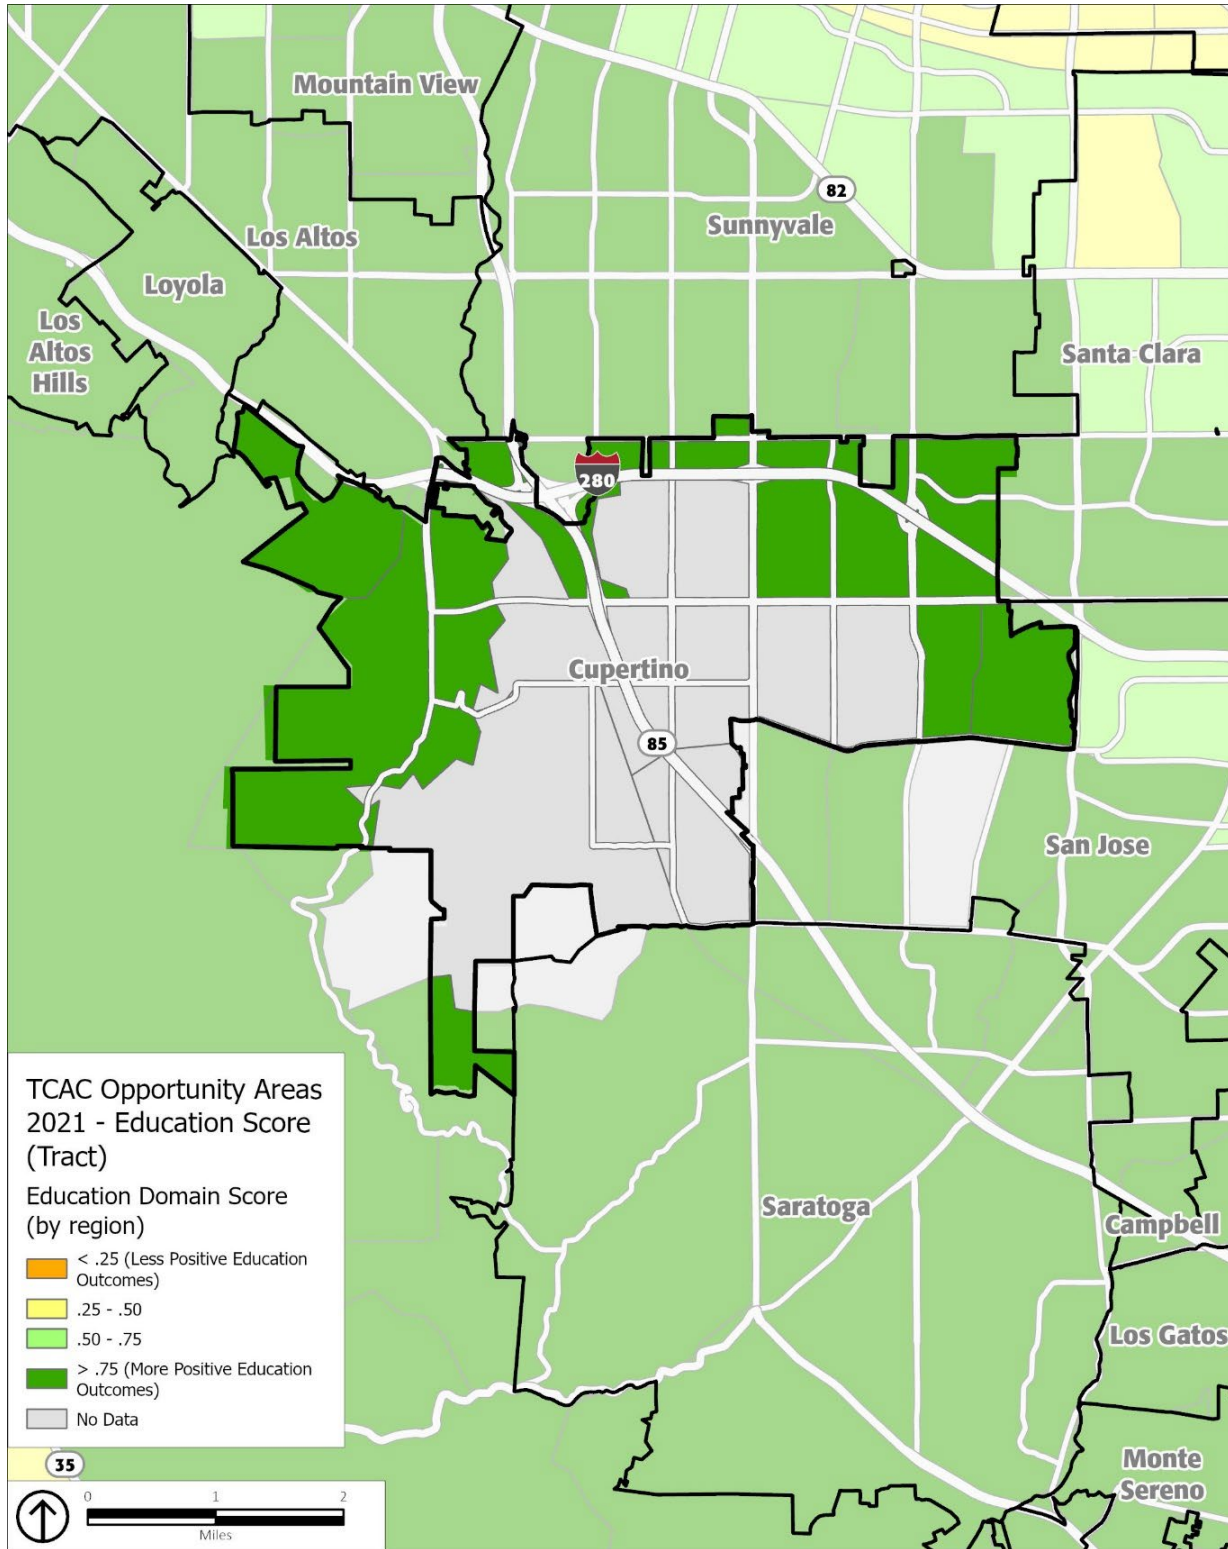 Mountain View
82
Sunnyvale
Los Altos
Loyola
Los
Altos
Hills
Santa Clara
280
Cupertino
85
San Jose
TCAC Opportunity Areas
2021 - Education Score
(Tract)
Education Domain Score
(by region)
< .25 (Less Positive Education
Outcomes)
.25 - .50
.50 - .75
> .75 (More Positive Education
Outcomes)
No Data
Saratoga
Campbell
Los Gatos
Monte
Sereno
35
0 1 2
Miles